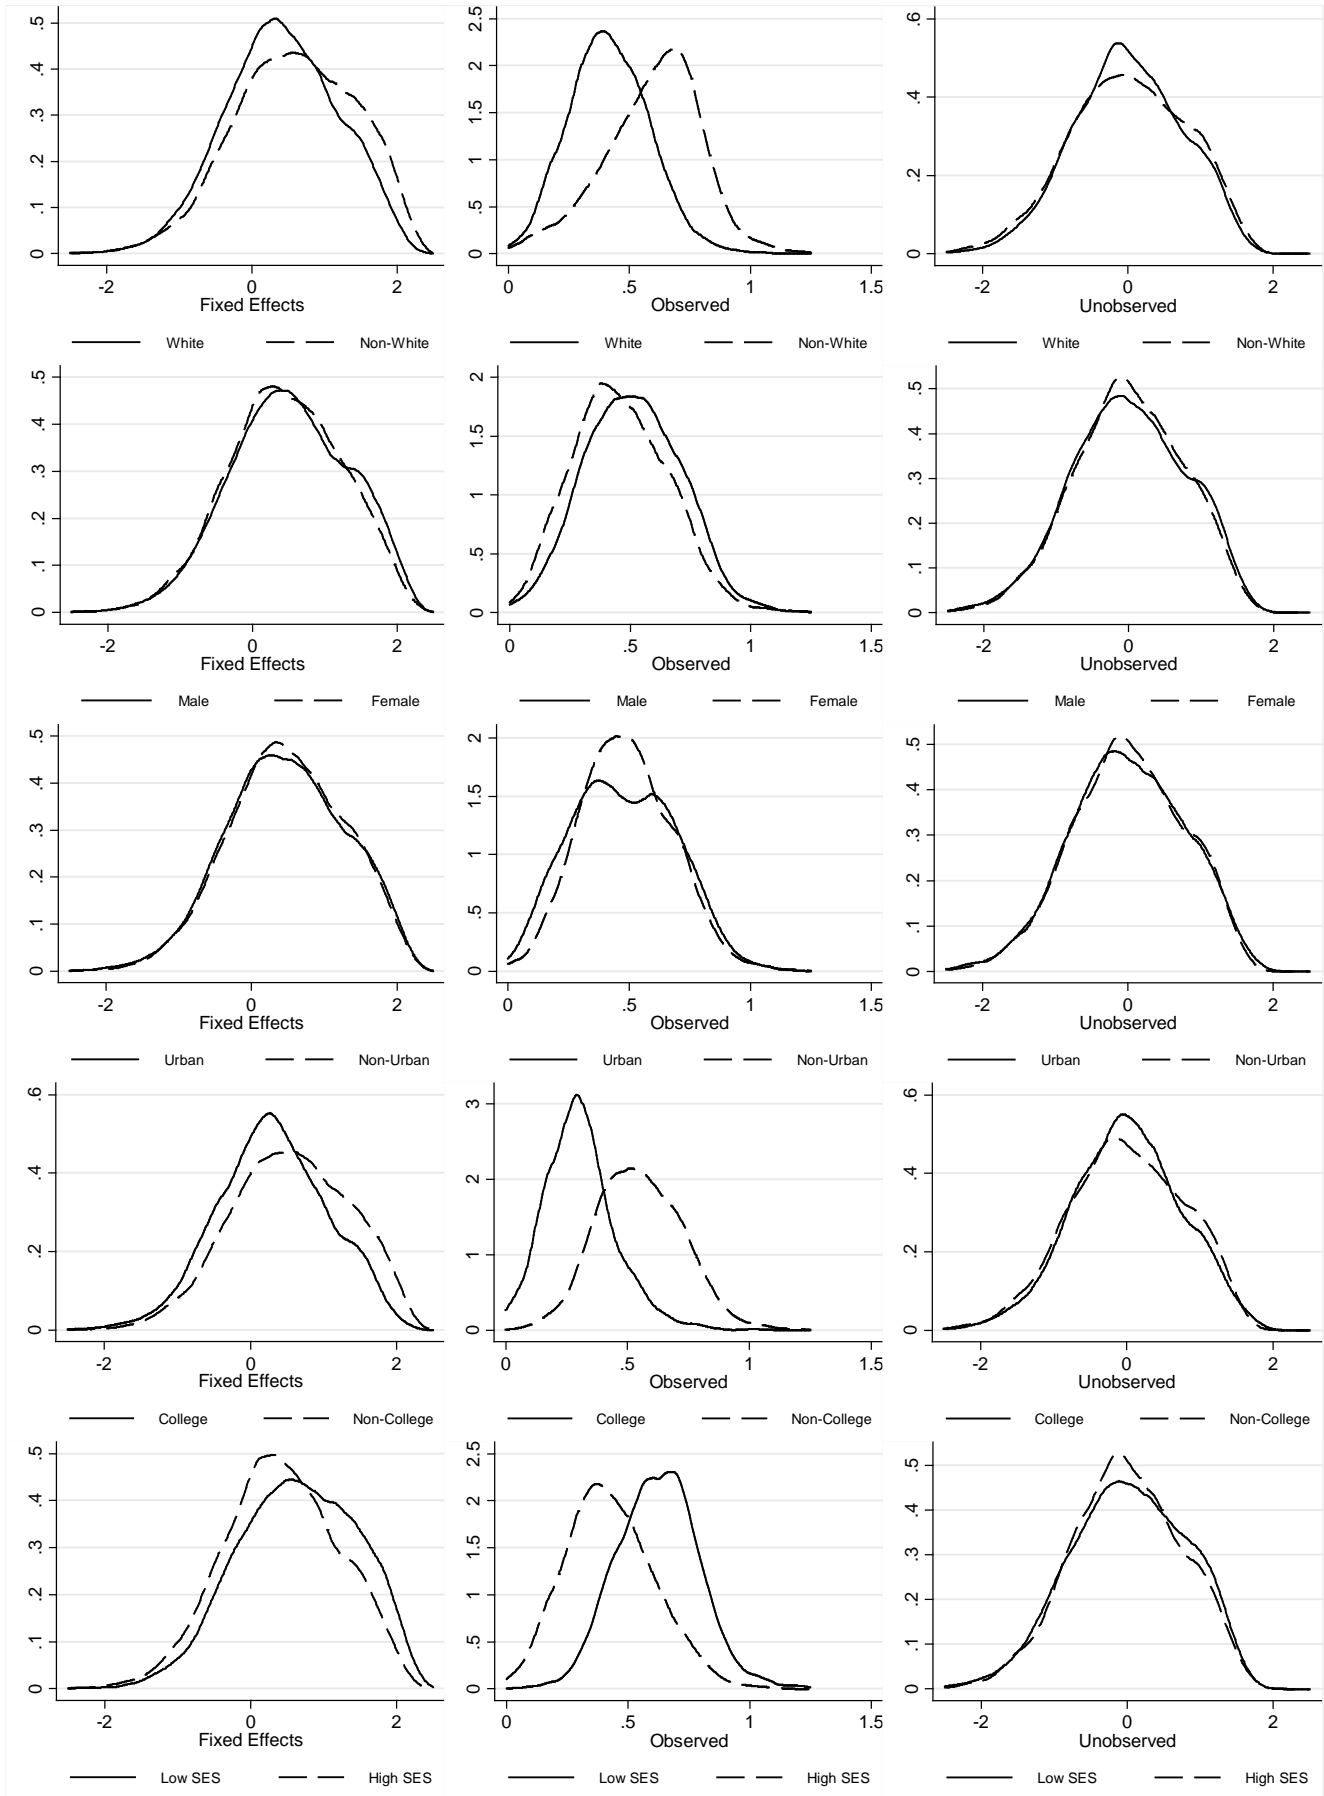 .5
.4
.3
.2
.1
0
-2 0 2
Fixed Effects
White Non-White
2.5
2
1.5
1
.5
0
0 .5 1 1.5
Observed
White Non-White
.6
.4
.2
0
-2 0 2
Unobserved
White Non-White
.5
.4
.3
.2
.1
0
-2 0 2
Fixed Effects
Male Female
2
1.5
1
.5
0
0 .5 1 1.5
Observed
Male Female
.5
.4
.3
.2
.1
0
-2 0 2
Unobserved
Male Female
.5
.4
.3
.2
.1
0
-2 0 2
Fixed Effects
Urban Non-Urban
2
1.5
1
.5
0
0 .5 1 1.5
Observed
Urban Non-Urban
.5
.4
.3
.2
.1
0
-2 0 2
Unobserved
Urban Non-Urban
.6
.4
.2
0
-2 0 2
Fixed Effects
College Non-College
3
2
1
0
0 .5 1 1.5
Observed
College Non-College
.6
.4
.2
0
-2 0 2
Unobserved
College Non-College
.5
.4
.3
.2
.1
0
-2 0 2
Fixed Effects
Low SES High SES
2.5
2
1.5
1
.5
0
0 .5 1 1.5
Observed
Low SES High SES
.5
.4
.3
.2
.1
0
-2 0 2
Unobserved
Low SES High SES